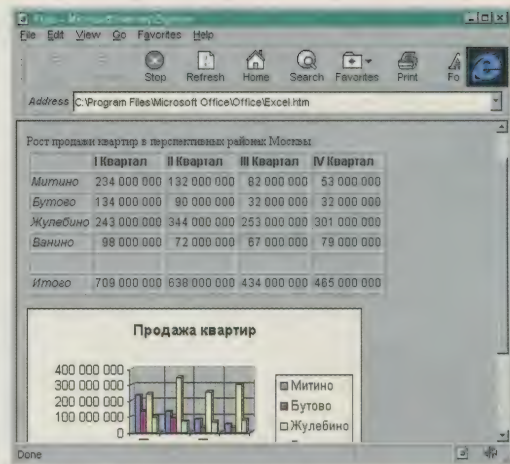 Microsoft Internet Explorer
File Edit View Go Favorites Help
Stop Refresh Home Search Favorites Print Fo
Address C:\Program Files\Microsoft Office\Office\Excel.htm
Рост продажи квартир в перспективных районах Москвы
I Квартал II Квартал III Квартал IV Квартал
Митино 234 000 000 132 000 000 82 000 000 53 000 000
Бутово 134 000 000 90 000 000 32 000 000 32 000 000
Жулебино 243 000 000 344 000 000 253 000 000 301 000 000
Ванино 98 000 000 72 000 000 67 000 000 79 000 000
Итого 709 000 000 638 000 000 434 000 000 465 000 000
Продажа квартир
400 000 000
300 000 000
200 000 000
100 000 000
0
Митино
Бутово
Жулебино
Done